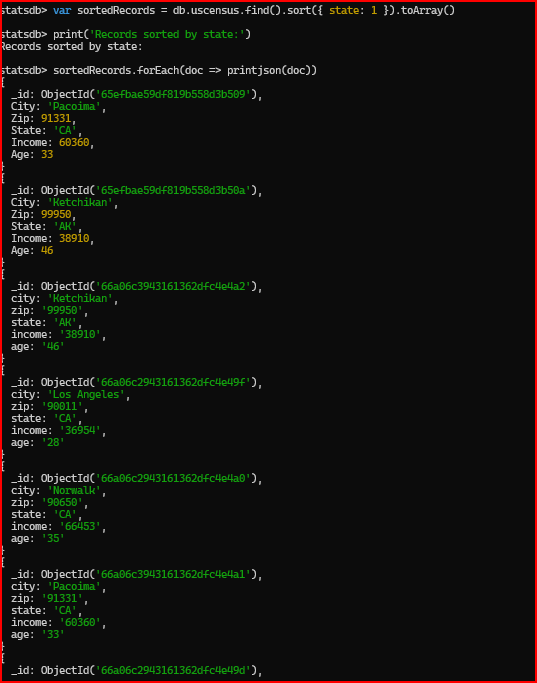 statsdb> var sortedRecords = db.uscensus.find().sort({ state: 1 }).toArray()
statsdb> print('Records sorted by state:')
Records sorted by state:
statsdb> sortedRecords.forEach(doc => printjson(doc))
{
_id: ObjectId('65efbae59df819b558d3b509'),
City: 'Pacoima',
Zip: 91331,
State: 'CA',
Income: 60360,
Age: 33
}
{
_id: ObjectId('65efbae59df819b558d3b50a'),
City: 'Ketchikan',
Zip: 99950,
State: 'AK',
Income: 38910,
Age: 46
}
{
_id: ObjectId('66a06c3943161362dfc4e4a2'),
city: 'Ketchikan',
zip: '99950',
state: 'AK',
income: '38910',
age: '46'
}
{
_id: ObjectId('66a06c2943161362dfc4e49f'),
city: 'Los Angeles',
zip: '90011',
state: 'CA',
income: '36954',
age: '28'
}
{
_id: ObjectId('66a06c2943161362dfc4e4a0'),
city: 'Norwalk',
zip: '90650',
state: 'CA',
income: '66453',
age: '35'
}
{
_id: ObjectId('66a06c3943161362dfc4e4a1'),
city: 'Pacoima',
zip: '91331',
state: 'CA',
income: '60360',
age: '33'
}
{
_id: ObjectId('66a06c2943161362dfc4e49d'),